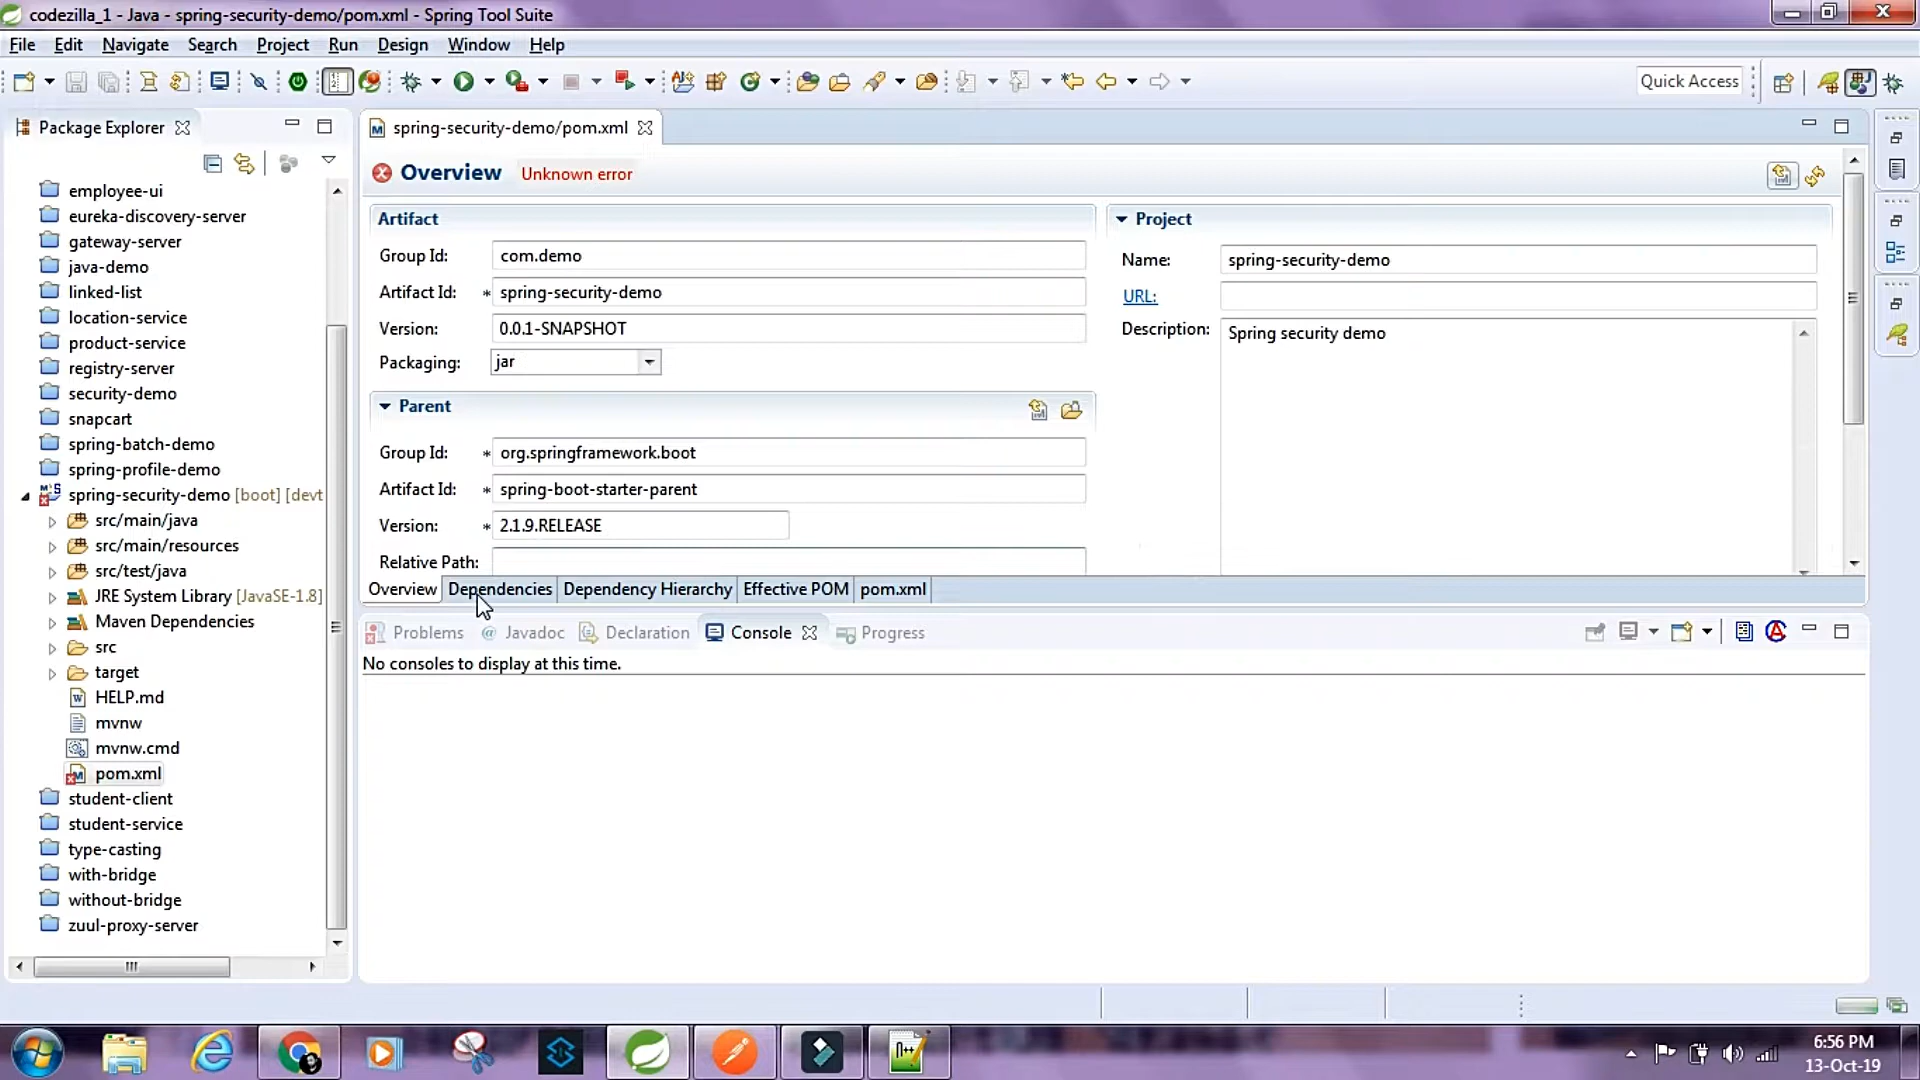 codezilla_1 - Java - spring-security-demo/pom.xml - Spring Tool Suite
File Edit Navigate Search Project Run Design Window Help
Quick Access
Package Explorer
employee-ui
eureka-discovery-server
gateway-server
java-demo
linked-list
location-service
product-service
registry-server
security-demo
snapcart
spring-batch-demo
spring-profile-demo
spring-security-demo [boot] [devt
src/main/java
src/main/resources
src/test/java
JRE System Library [JavaSE-1.8]
Maven Dependencies
src
target
HELP.md
mvnw
mvnw.cmd
pom.xml
student-client
student-service
type-casting
with-bridge
without-bridge
zuul-proxy-server
spring-security-demo/pom.xml
Overview Unknown error
Artifact
Group Id: com.demo
Artifact Id: * spring-security-demo
Version: 0.0.1-SNAPSHOT
Packaging: jar
Parent
Group Id: * org.springframework.boot
Artifact Id: * spring-boot-starter-parent
Version: * 2.1.9.RELEASE
Relative Path:
Project
Name: spring-security-demo
URL:
Description: Spring security demo
Overview Dependencies Dependency Hierarchy Effective POM pom.xml
Problems @ Javadoc Declaration Console Progress
No consoles to display at this time.
6:56 PM
13-Oct-19